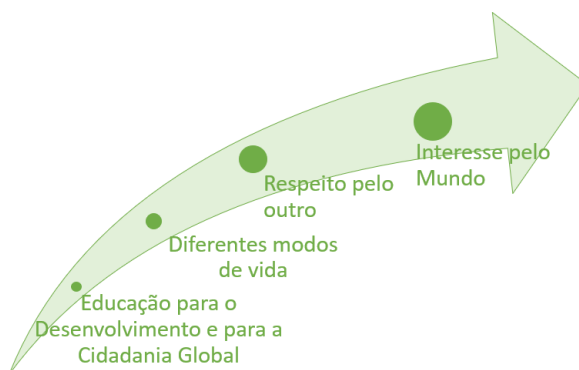 Interesse pelo
Mundo
Respeito pelo
outro
Diferentes modos
de vida
Educação para o
Desenvolvimento e para a
Cidadania Global